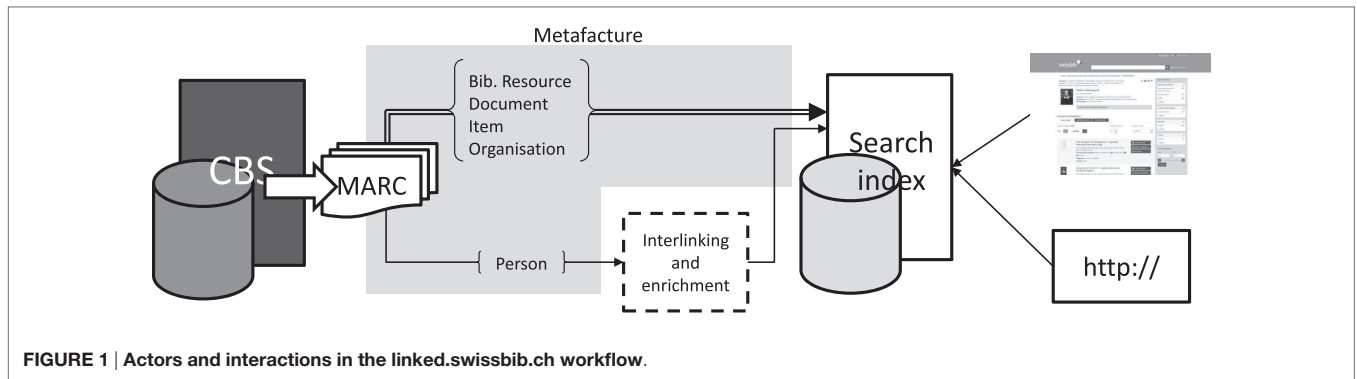 Metafacture
CBS
MARC
Bib. Resource
Document
Item
Organisation
Person
Interlinking
and
enrichment
Search
index
swissbib
http://
FIGURE 1 | Actors and interactions in the linked.swissbib.ch workflow.